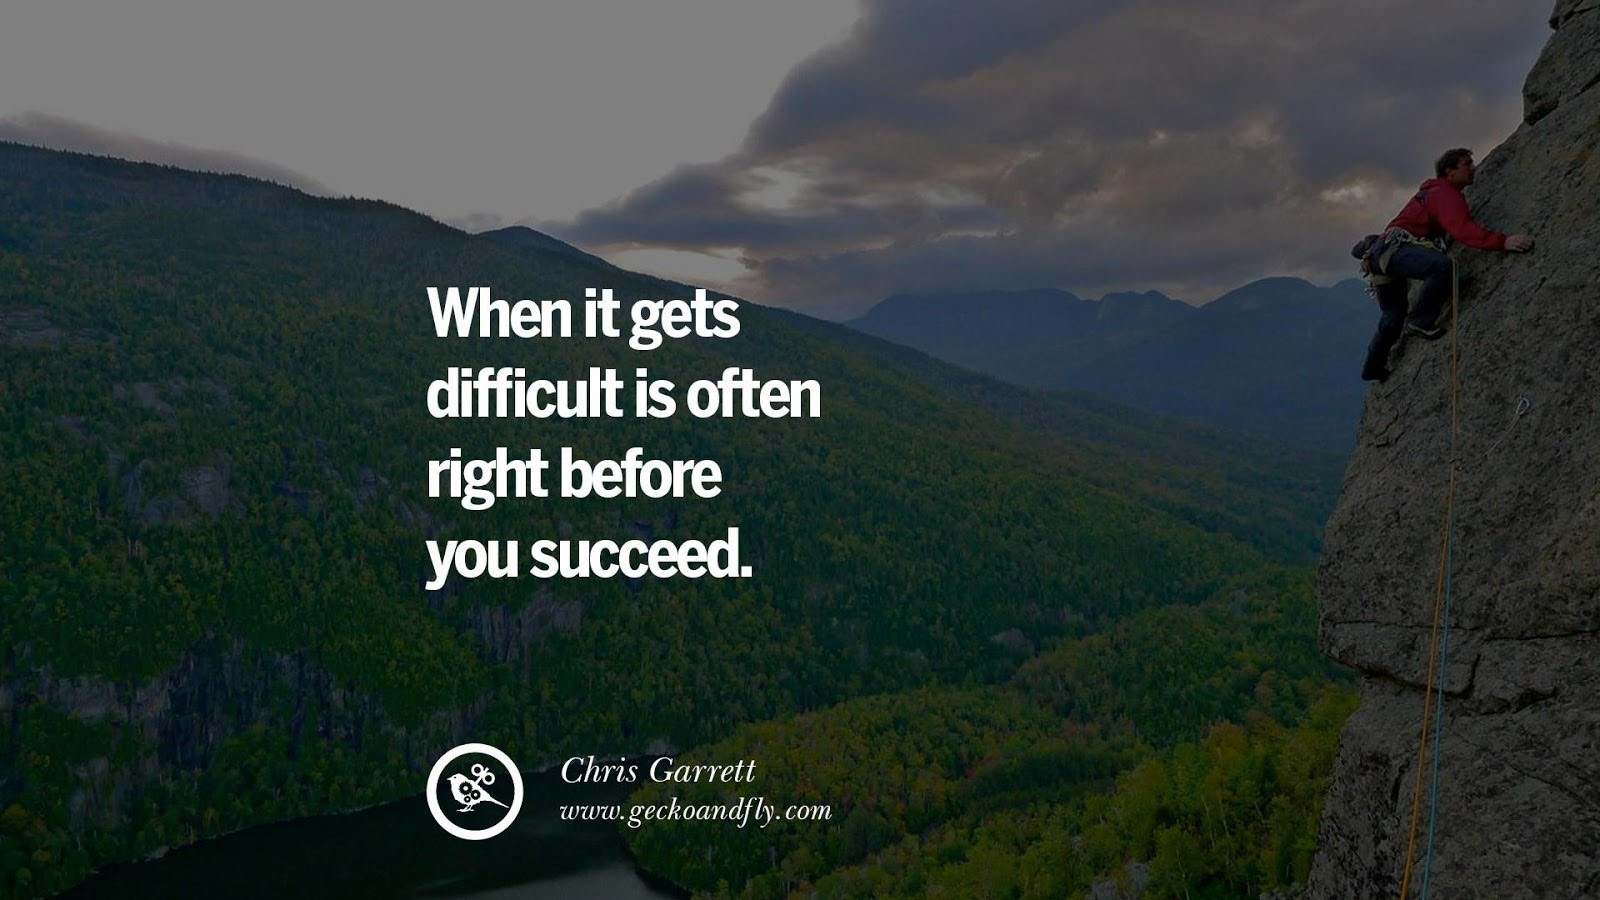 When it gets
difficult is often
right before
you succeed.
Chris Garrett
www.geckoandfly.com